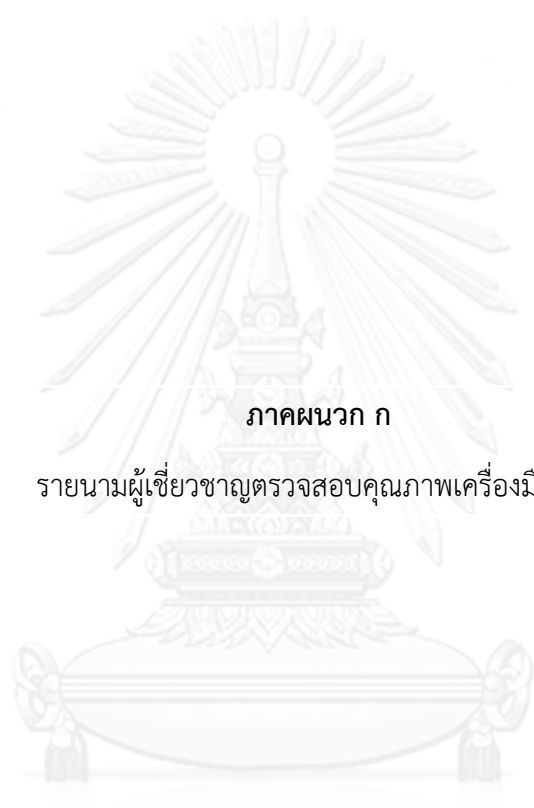 ภาคผนวก ก
รายนามผู้เชี่ยวชาญตรวจสอบคุณภาพเครื่องมื